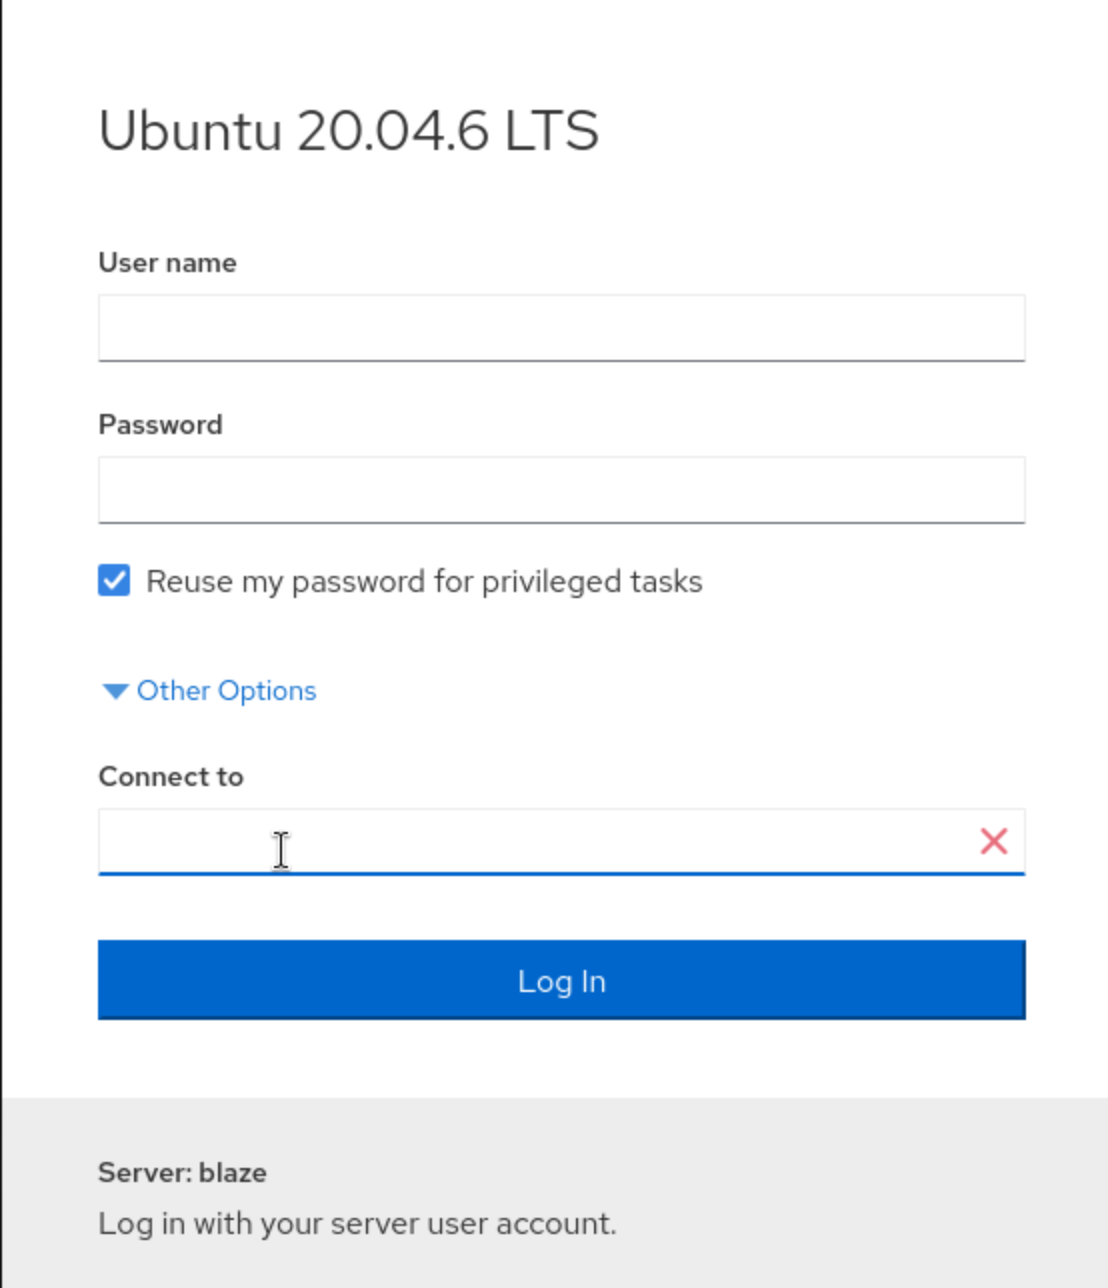 Ubuntu 20.04.6 LTS
User name
Password
Reuse my password for privileged tasks
Other Options
Connect to
Log In
Server: blaze
Log in with your server user account.